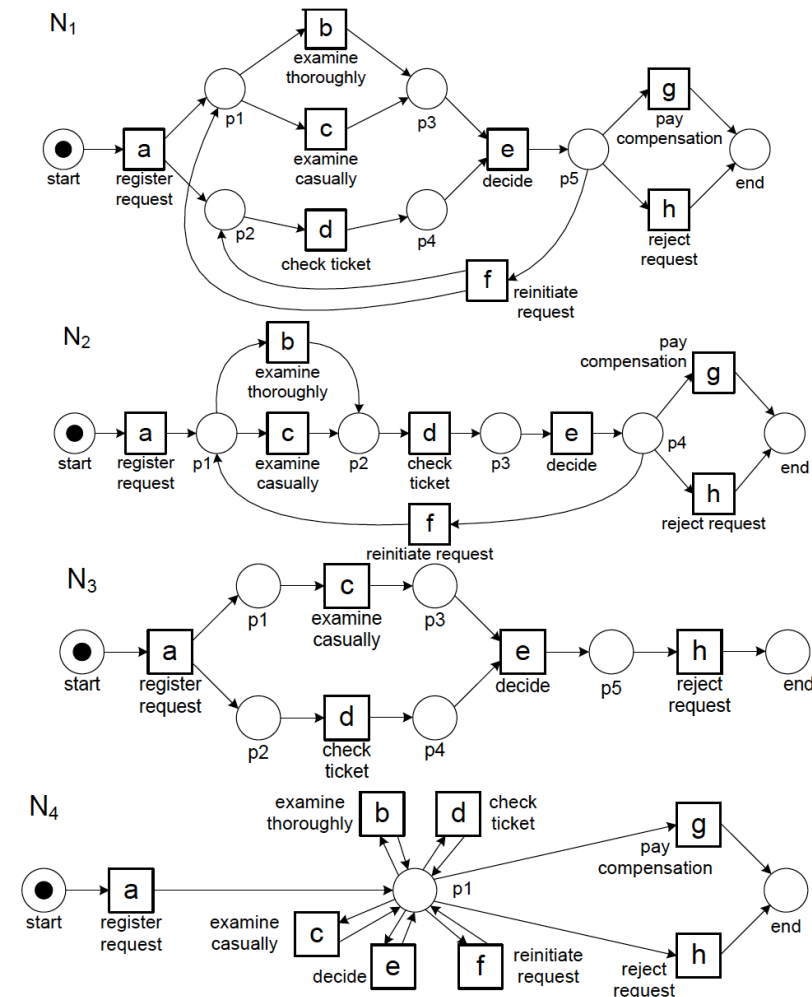 N1
b
examine
thoroughly
g
pay
compensation
p1
c
examine
casually
p3
a
register
request
start
e
decide
p5
end
p2
d
check ticket
p4
h
reject
request
f
reinitiate
request
N2
b
examine
thoroughly
pay
compensation
g
start
a
register
request
p1
c
examine
casually
p2
d
check
ticket
p3
e
decide
p4
end
h
reject request
f
reinitiate request
N3
p1
c
examine
casually
p3
start
a
register
request
e
decide
p5
h
reject
request
end
p2
d
check
ticket
p4
N4
examine
thoroughly
b
d
check
ticket
g
pay
compensation
start
a
register
request
p1
end
examine
casually
c
decide
e
f
reinitiate
request
h
reject
request